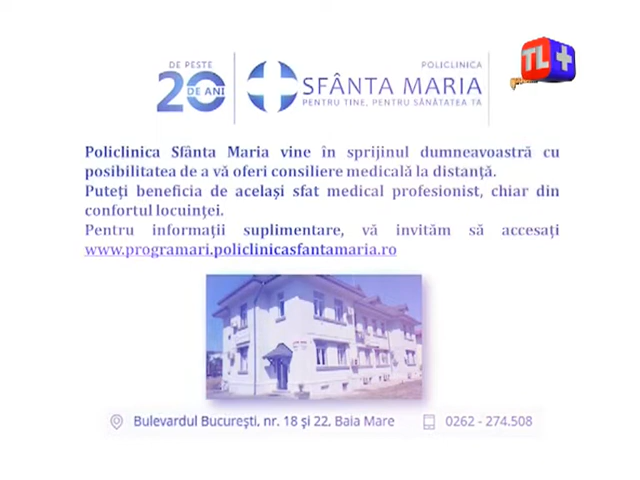 DE PESTE
20 DE ANI
POLICLINICA
SFÂNTA MARIA
PENTRU TINE, PENTRU SĂNĂTATEA TA
TL+
Policlinica Sfânta Maria vine în sprijinul dumneavoastră cu
posibilitatea de a vă oferi consiliere medicală la distanță.
Puteți beneficia de același sfat medical profesionist, chiar din
confortul locuinței.
Pentru informații suplimentare, vă invităm să accesați
www.programari.policlinicasfantamaria.ro
Bulevardul București, nr. 18 și 22, Baia Mare
0262 - 274.508